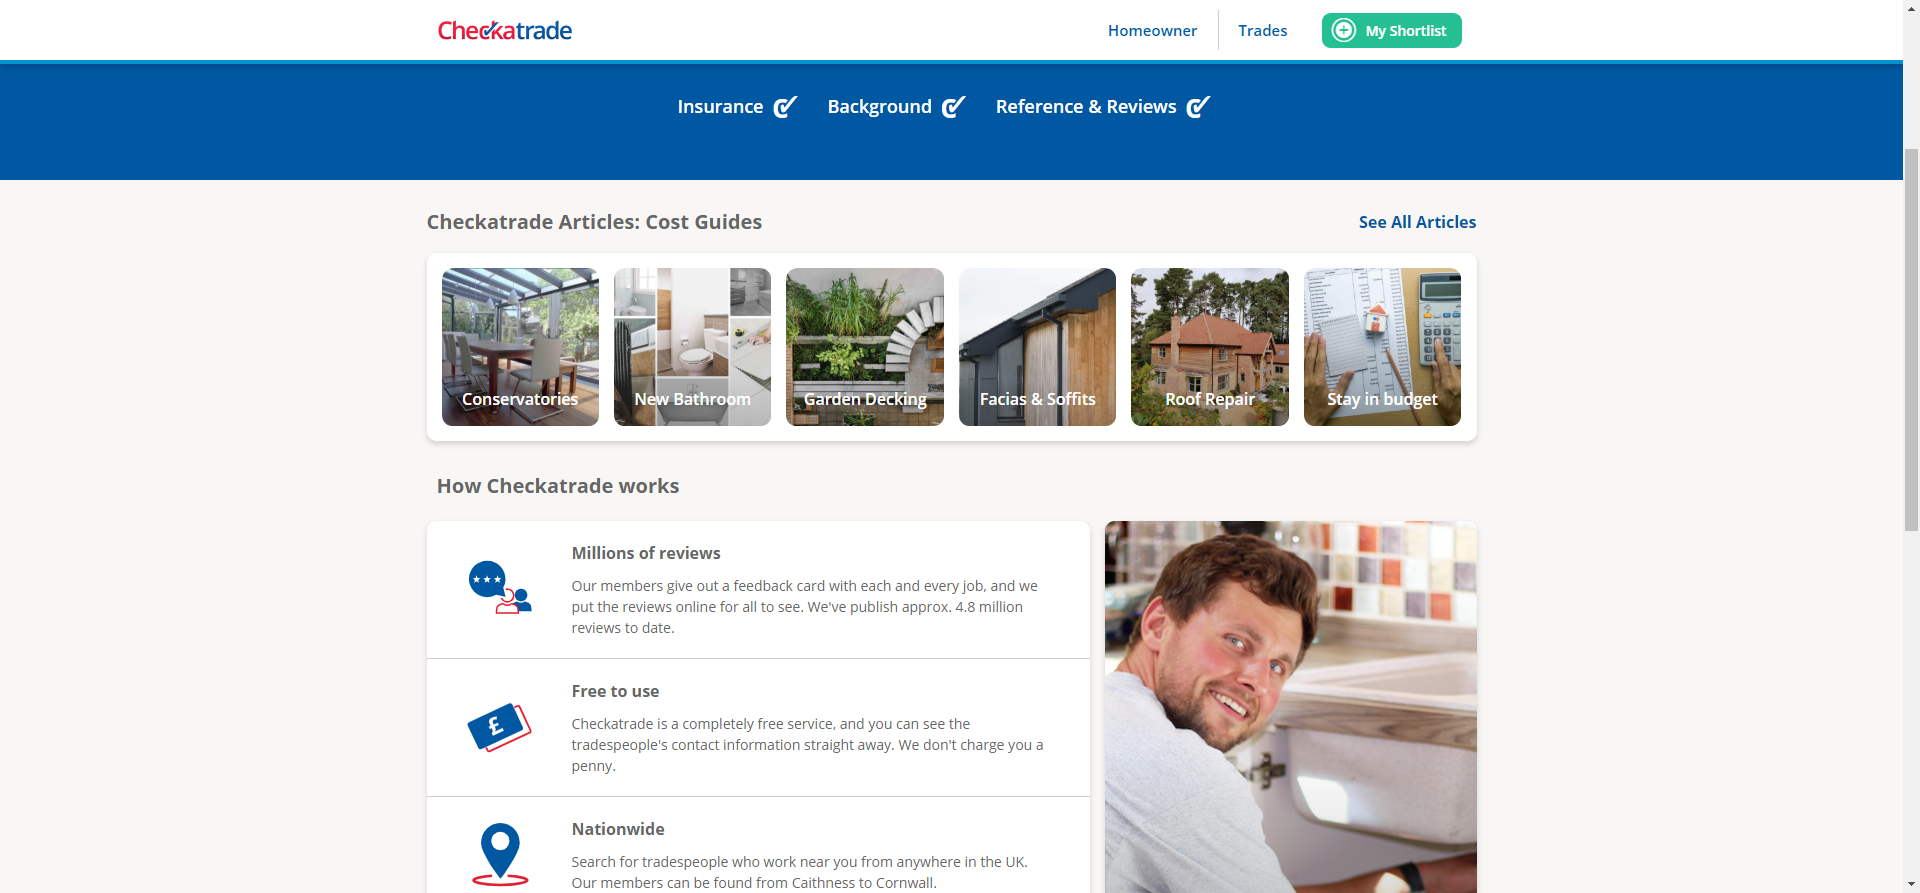 Checkatrade
Homeowner
Trades
My Shortlist
Insurance
Background
Reference & Reviews
Checkatrade Articles: Cost Guides
See All Articles
Conservatories
New Bathroom
Garden Decking
Facias & Soffits
Roof Repair
Stay in budget
How Checkatrade works
Millions of reviews
Our members give out a feedback card with each and every job, and we
put the reviews online for all to see. We've publish approx. 4.8 million
reviews to date.
£
Free to use
Checkatrade is a completely free service, and you can see the
tradespeople's contact information straight away. We don't charge you a
penny.
Nationwide
Search for tradespeople who work near you from anywhere in the UK.
Our members can be found from Caithness to Cornwall.